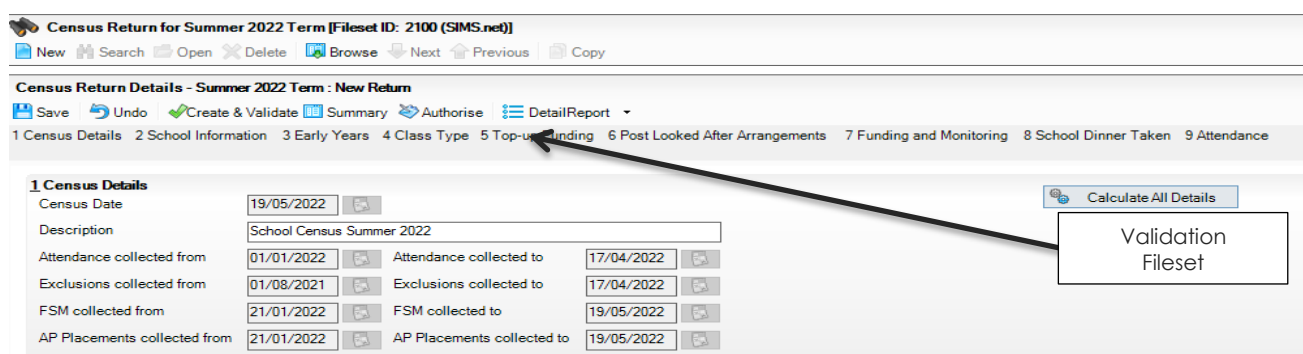 Census Return for Summer 2022 Term [Fileset ID: 2100 (SIMS.net)]
New Search Open Delete Browse Next Previous Copy
Census Return Details - Summer 2022 Term : New Return
Save Undo Create & Validate Summary Authorise DetailReport
1 Census Details 2 School Information 3 Early Years 4 Class Type 5 Top-up Funding 6 Post Looked After Arrangements 7 Funding and Monitoring 8 School Dinner Taken 9 Attendance
1 Census Details
Census Date 19/05/2022 Calculate All Details
Description School Census Summer 2022
Attendance collected from 01/01/2022 Attendance collected to 17/04/2022
Exclusions collected from 01/08/2021 Exclusions collected to 17/04/2022
FSM collected from 21/01/2022 FSM collected to 19/05/2022
AP Placements collected from 21/01/2022 AP Placements collected to 19/05/2022
Validation
Fileset